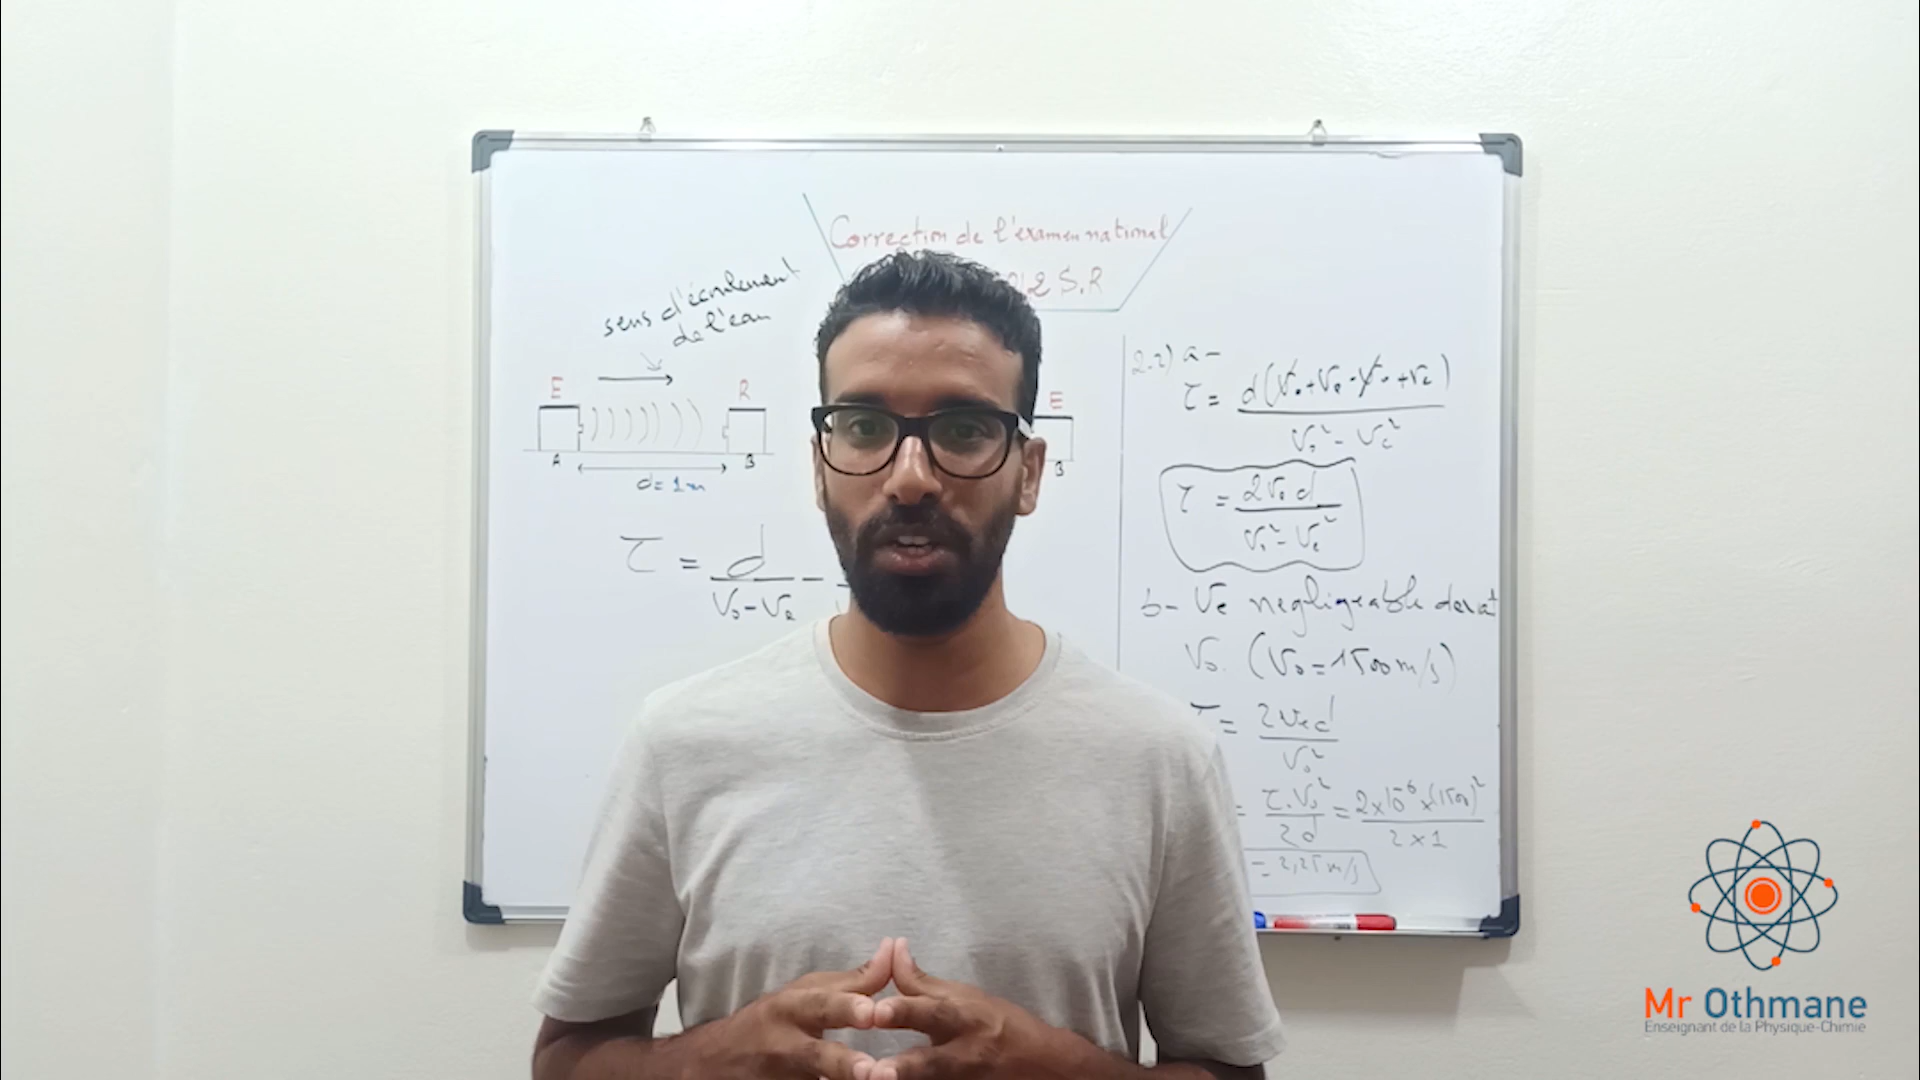 Correction de l'examen national
2 S.R
sens d'écoulement
de l'eau
E
R
A
B
d = 1m
τ = d / (V₀ - Vₑ) -
E
B
2-2) a -
τ = d(V₀ + Vₑ - V₀ + Vₑ) / (V₀² - Vₑ²)
τ = 2Vₑ d / (V₀² - Vₑ²)
b - Ve negligeable devant
V₀. (V₀ = 1500 m/s)
τ = 2Vₑd / V₀²
= τ.V₀² / 2d = 2×10⁻⁶×(1500)² / 2×1
= 2,25 m/s
Mr Othmane
Enseignant de la Physique-Chimie